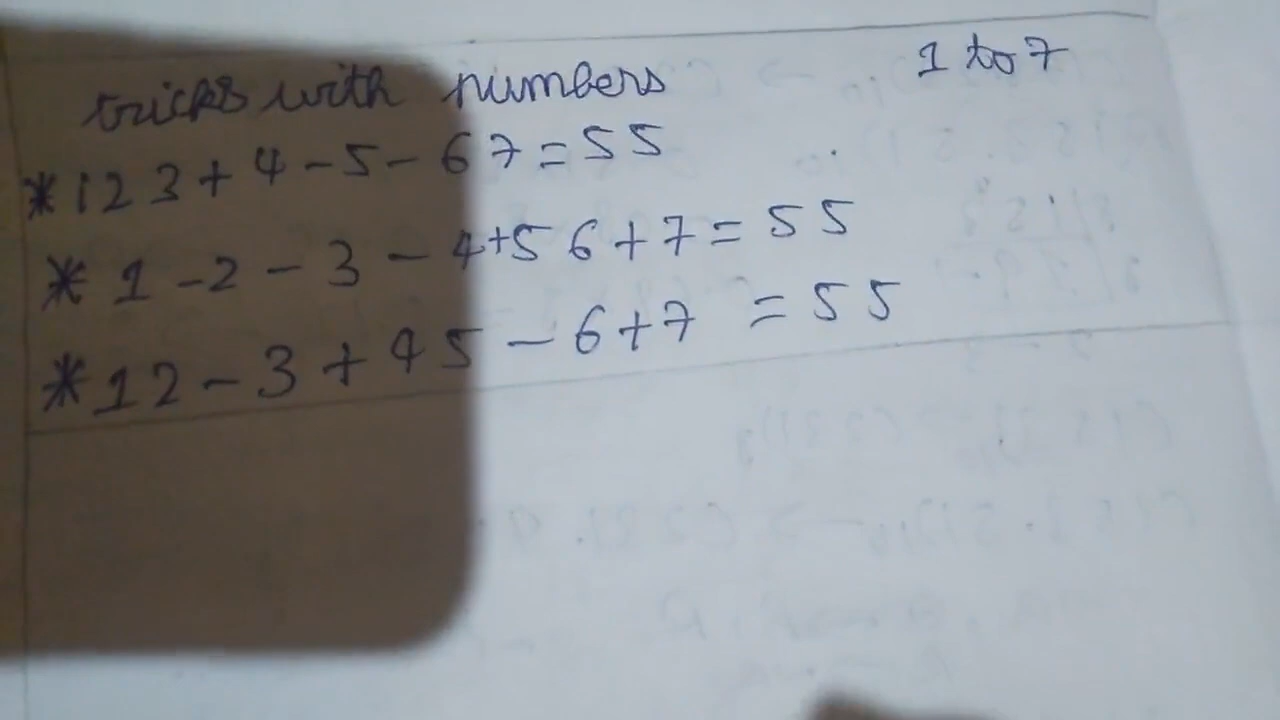 tricks with numbers 1 to 7
*123+4-5-67=55
* 1-2-3-4+56+7=55
*12-3+45-6+7 =55